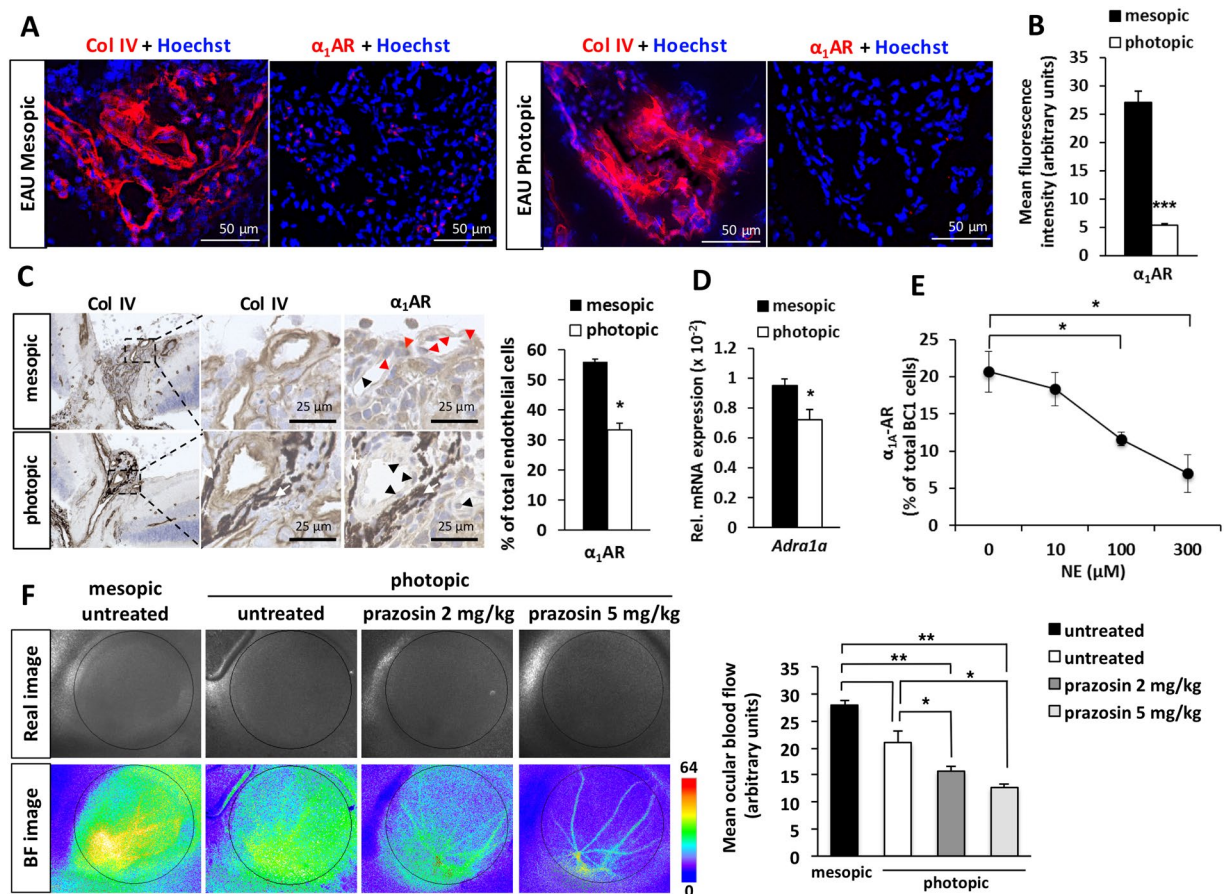 A
Col IV + Hoechst
α₁AR + Hoechst
Col IV + Hoechst
α₁AR + Hoechst
EAU Mesopic
50 µm
50 µm
EAU Photopic
50 µm
50 µm
B
mesopic
photopic
Mean fluorescence
intensity (arbitrary units)
35
30
25
20
15
10
5
0
***
α₁AR
C
Col IV
Col IV
α₁AR
mesopic
25 µm
25 µm
photopic
25 µm
25 µm
mesopic
photopic
% of total endothelial cells
60
50
40
30
20
10
0
*
α₁AR
D
mesopic
photopic
Rel. mRNA expression (x 10⁻²)
1.2
1
0.8
0.6
0.4
0.2
0
*
Adra1a
E
α₁A-AR
(% of total BC1 cells)
25
20
15
10
5
0
*
*
0
10
100
300
NE (µM)
F
mesopic
untreated
photopic
untreated
prazosin 2 mg/kg
prazosin 5 mg/kg
Real image
BF image
64
0
untreated
untreated
prazosin 2 mg/kg
prazosin 5 mg/kg
Mean ocular blood flow
(arbitrary units)
35
30
25
20
15
10
5
0
**
**
*
*
mesopic
photopic